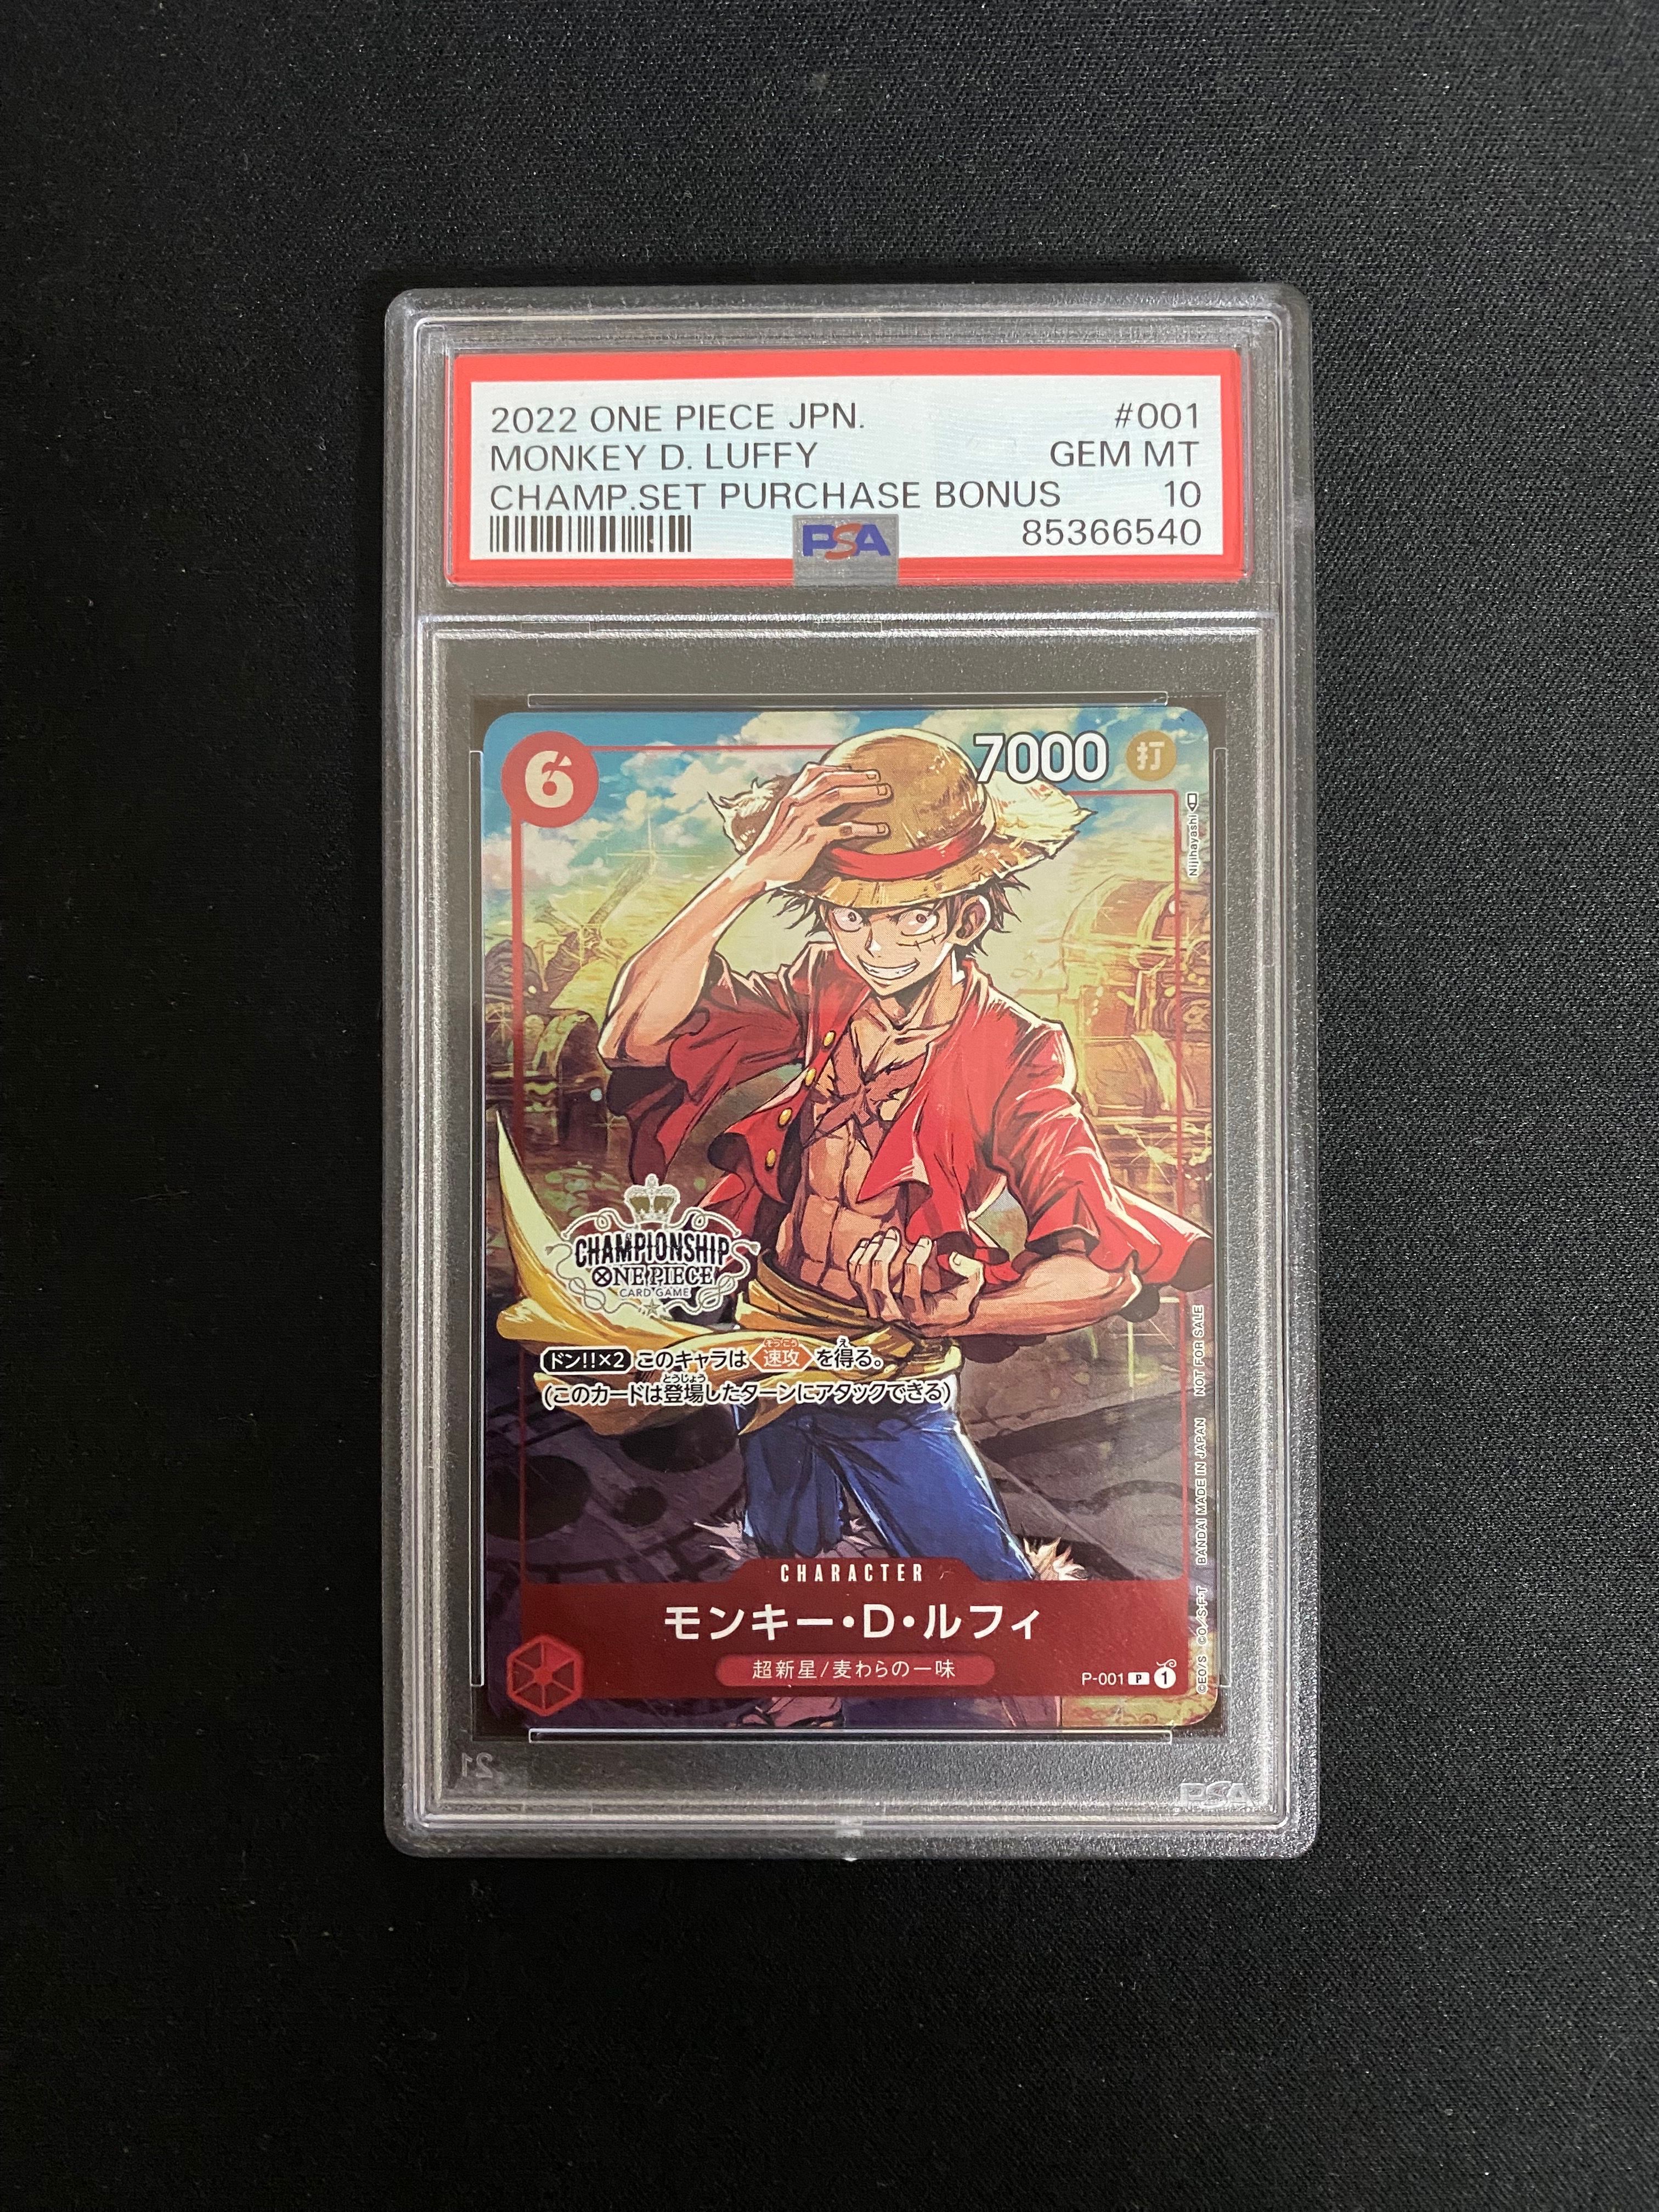 2022 ONE PIECE JPN. #001
MONKEY D. LUFFY GEM MT
CHAMP.SET PURCHASE BONUS 10
PSA 85366540
6
7000 打
Nijihayashi
CHAMPIONSHIP
ONE PIECE
CARD GAME
ドン!!×2 このキャラは速攻を得る。
(このカードは登場したターンにアタックできる)
CHARACTER
モンキー・D・ルフィ
超新星/麦わらの一味
P-001 P 1
©EO/S CO/S·F·T BANDAI MADE IN JAPAN NOT FOR SALE
21
PSA